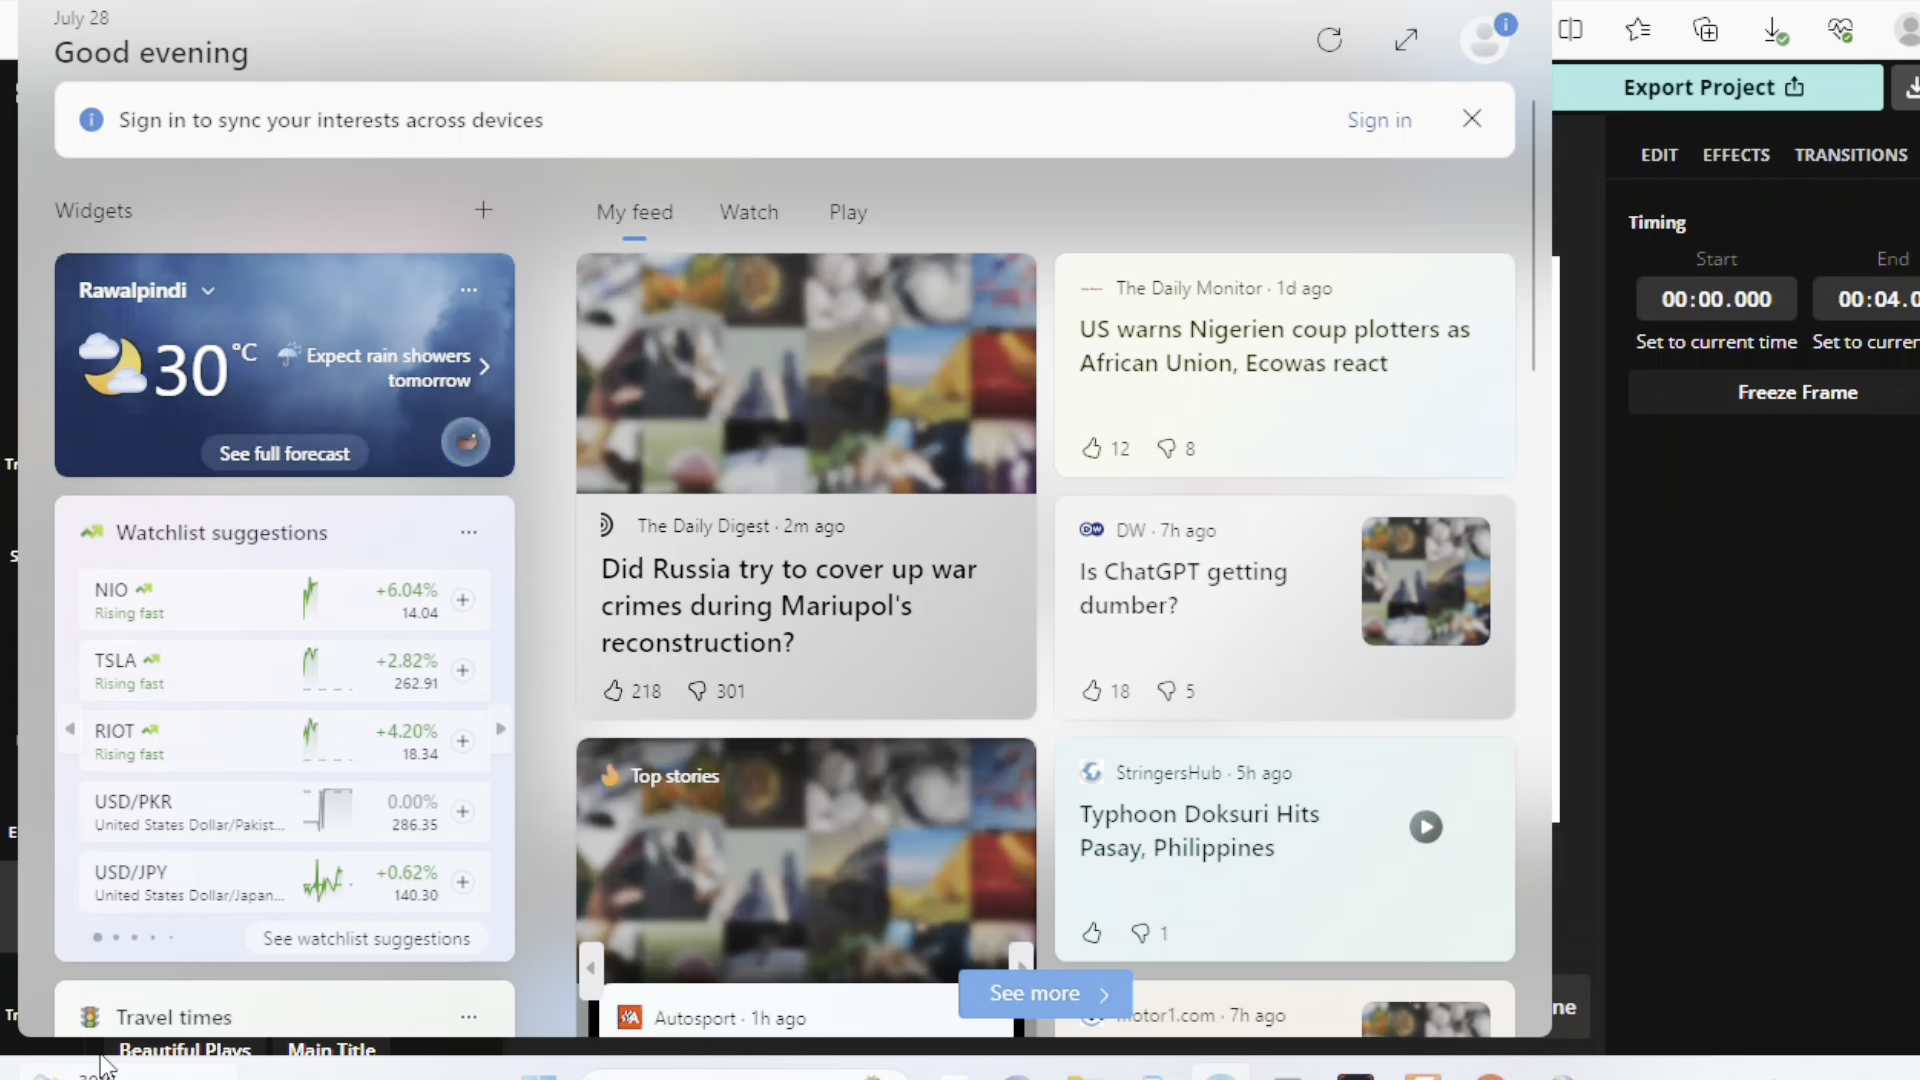 July 28
Good evening
Sign in to sync your interests across devices
Sign in
Widgets
My feed
Watch
Play
Rawalpindi
30 °C
Expect rain showers
tomorrow
See full forecast
Watchlist suggestions
NIO
Rising fast
+6.04%
14.04
TSLA
Rising fast
+2.82%
262.91
RIOT
Rising fast
+4.20%
18.34
USD/PKR
United States Dollar/Pakist...
0.00%
286.35
USD/JPY
United States Dollar/Japan...
+0.62%
140.30
See watchlist suggestions
Travel times
The Daily Digest · 2m ago
Did Russia try to cover up war
crimes during Mariupol's
reconstruction?
218
301
Top stories
Autosport · 1h ago
The Daily Monitor · 1d ago
US warns Nigerien coup plotters as
African Union, Ecowas react
12
8
DW · 7h ago
Is ChatGPT getting
dumber?
18
5
StringersHub · 5h ago
Typhoon Doksuri Hits
Pasay, Philippines
1
See more
motor1.com · 7h ago
Export Project
EDIT
EFFECTS
TRANSITIONS
Timing
Start
End
00:00.000
00:04.0
Set to current time
Set to curren
Freeze Frame
Beautiful Plays
Main Title